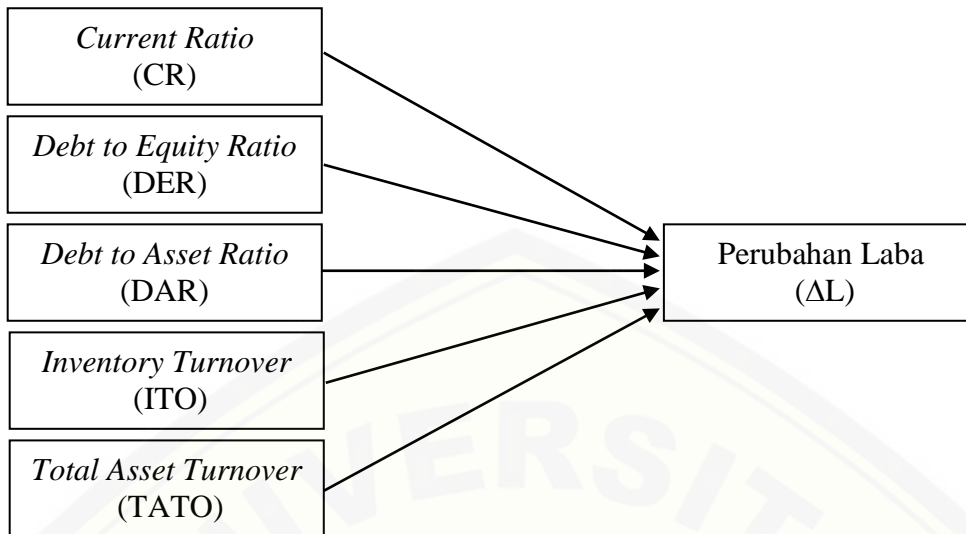 Current Ratio
(CR)
Debt to Equity Ratio
(DER)
Debt to Asset Ratio
(DAR)
Inventory Turnover
(ITO)
Total Asset Turnover
(TATO)
Perubahan Laba
(ΔL)
IVERSIT